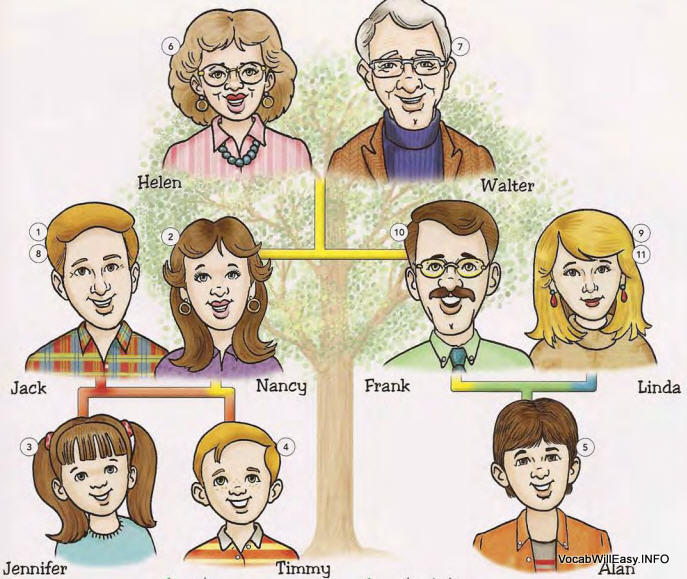 6
7
Helen
Walter
1
8
2
10
9
11
Jack
Nancy
Frank
Linda
3
4
5
Jennifer
Timmy
Alan
VocabWillEasy.INFO